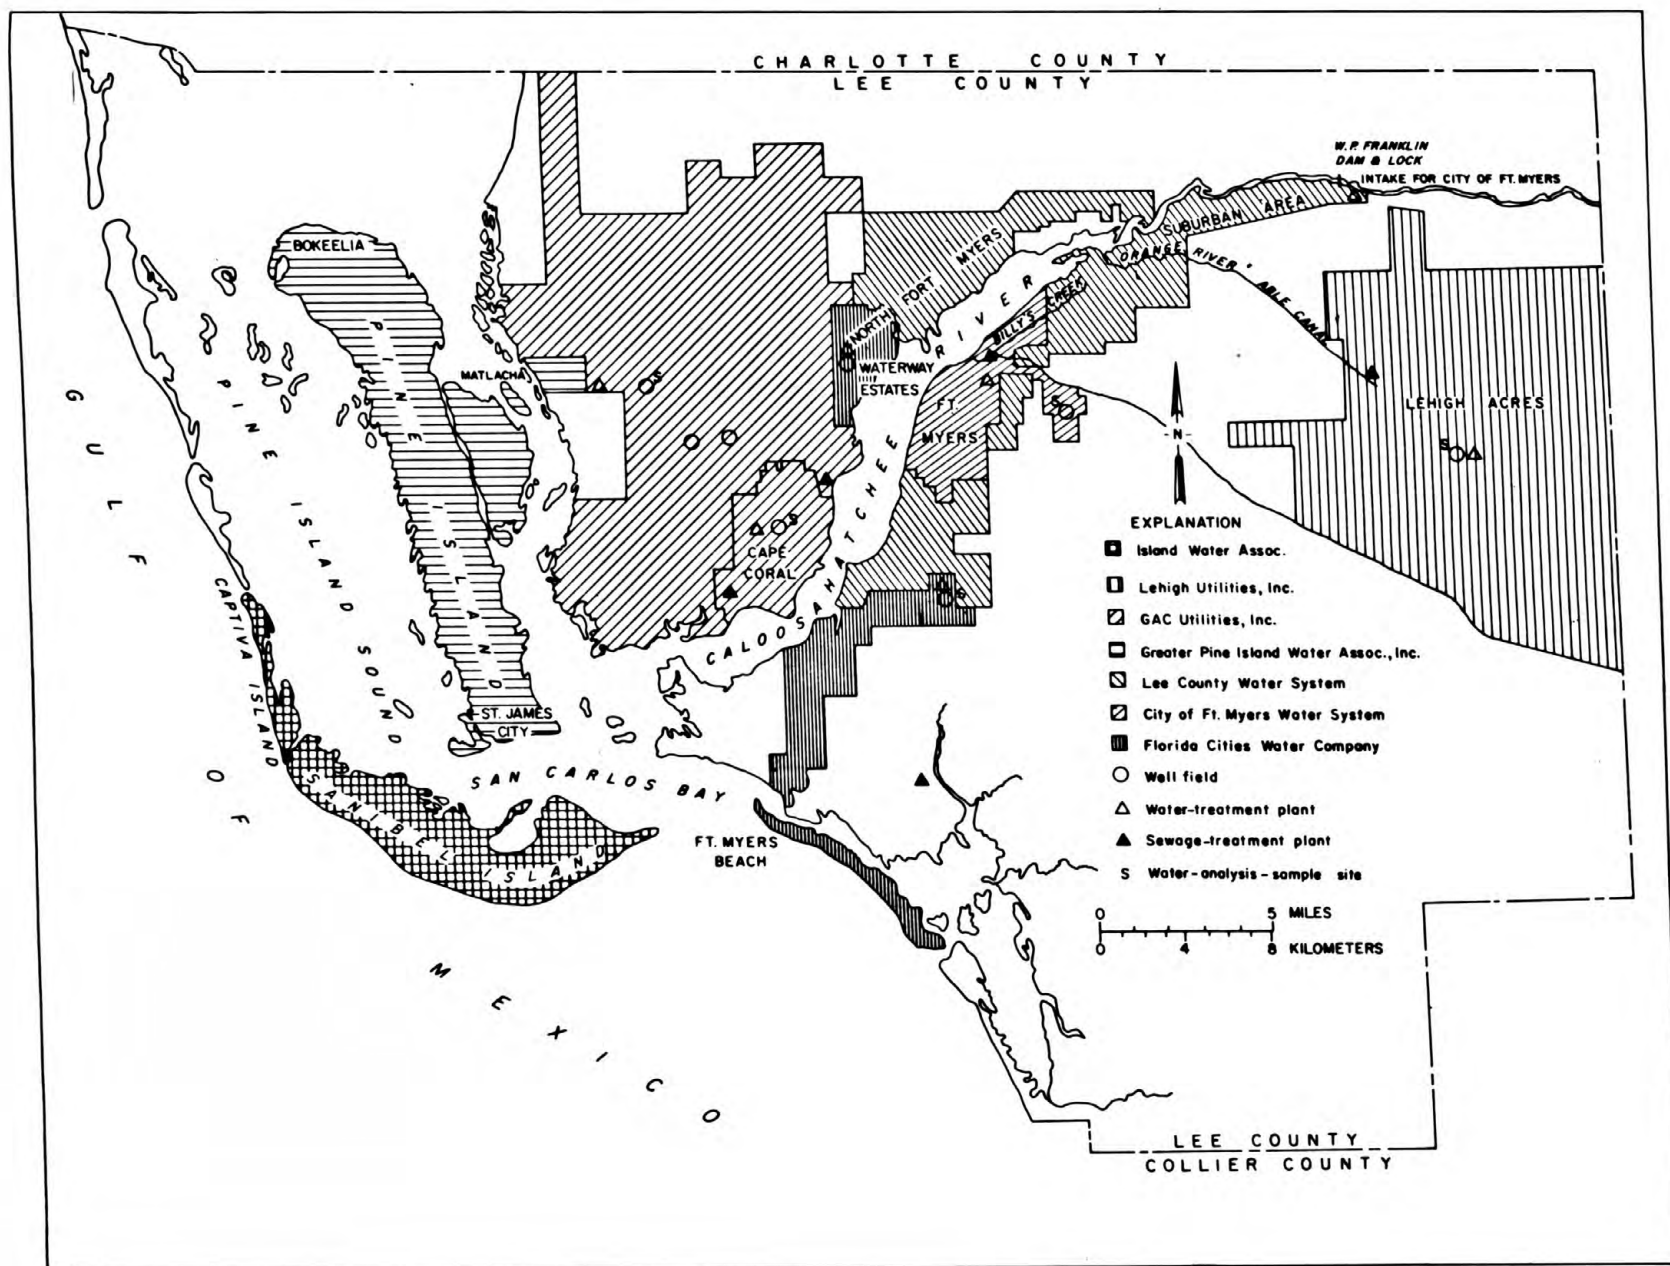 CHARLOTTE COUNTY
LEE COUNTY
W.P. FRANKLIN
DAM & LOCK
INTAKE FOR CITY OF FT. MYERS
SUBURBAN AREA
ORANGE RIVER
ABLE CANAL
BOKEELIA
NORTH FORT MYERS
RIVER
BILLY'S CREEK
MATLACHA
WATERWAY
ESTATES
PINE ISLAND
PINE ISLAND SOUND
GULF OF MEXICO
FT.
MYERS
N
LEHIGH ACRES
S
S
S
S
S
CAPE
CORAL
CALOOSAHATCHEE
CAPTIVA ISLAND
ST. JAMES
CITY
SAN CARLOS BAY
SANIBEL ISLAND
FT. MYERS
BEACH
EXPLANATION
Island Water Assoc.
Lehigh Utilities, Inc.
GAC Utilities, Inc.
Greater Pine Island Water Assoc., Inc.
Lee County Water System
City of Ft. Myers Water System
Florida Cities Water Company
Well field
Water-treatment plant
Sewage-treatment plant
S Water-analysis-sample site
0 5 MILES
0 4 8 KILOMETERS
LEE COUNTY
COLLIER COUNTY